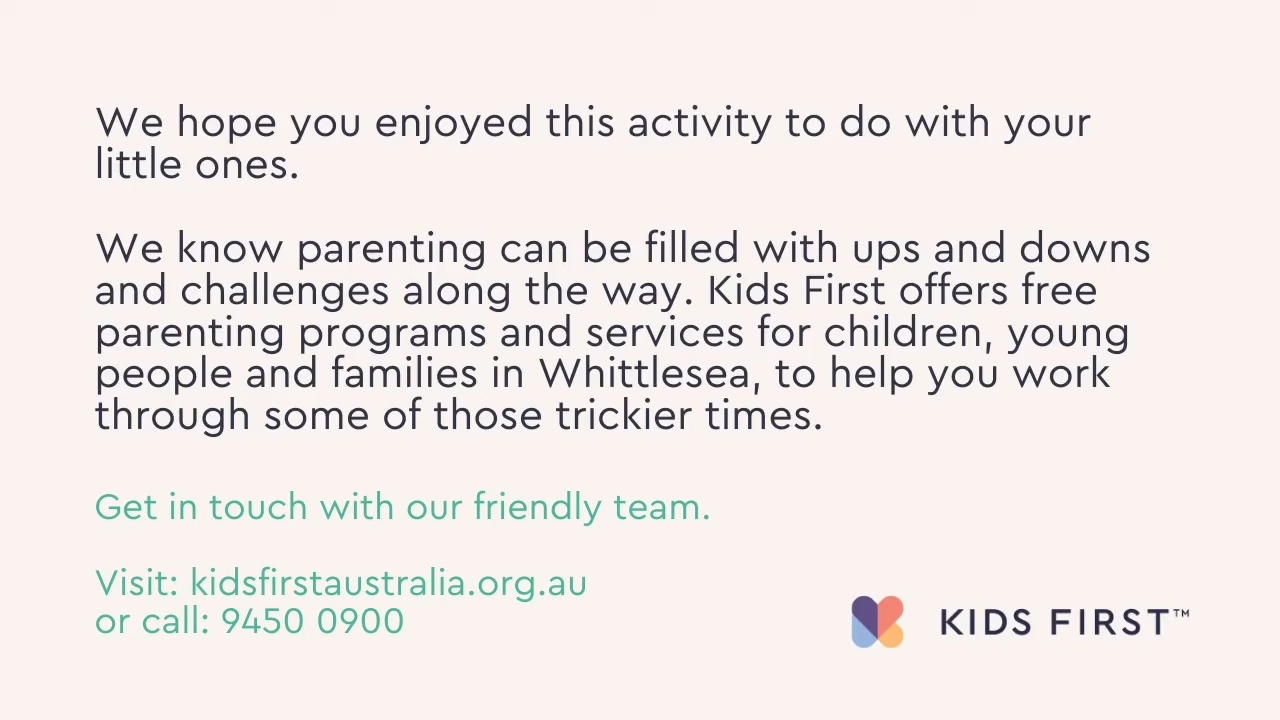 We hope you enjoyed this activity to do with your
little ones.
We know parenting can be filled with ups and downs
and challenges along the way. Kids First offers free
parenting programs and services for children, young
people and families in Whittlesea, to help you work
through some of those trickier times.
Get in touch with our friendly team.
Visit: kidsfirstaustralia.org.au
or call: 9450 0900
KIDS FIRST™